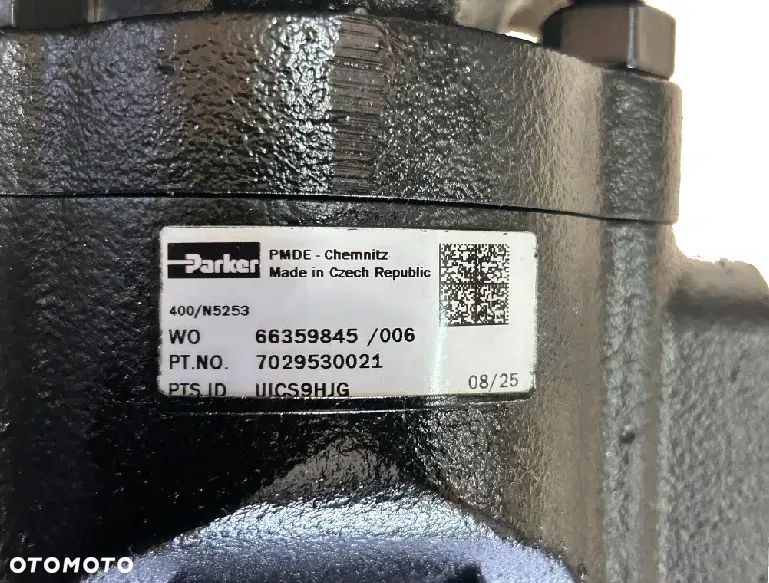 Parker
PMDE - Chemnitz
Made in Czech Republic
400/N5253
WO 66359845 /006
PT.NO. 7029530021
PTS.ID UICS9HJG
08/25
OTOMOTO